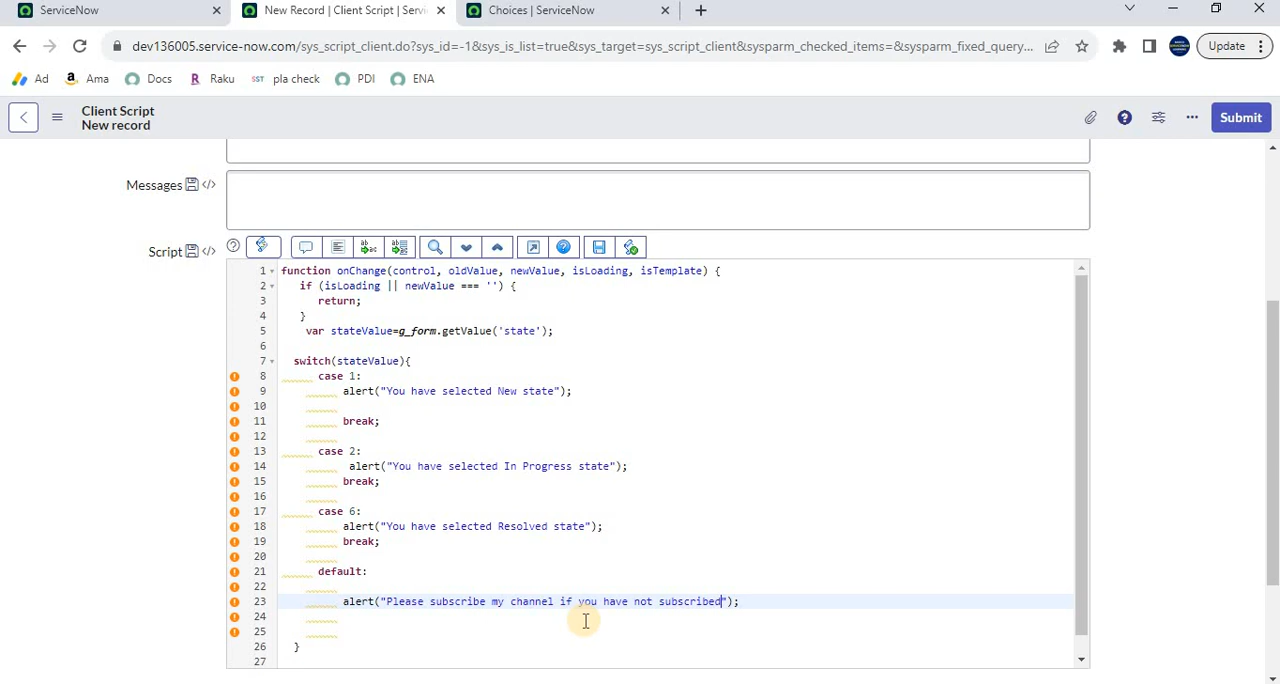 ServiceNow
New Record | Client Script | Servi
Choices | ServiceNow
dev136005.service-now.com/sys_script_client.do?sys_id=-1&sys_is_list=true&sys_target=sys_script_client&sysparm_checked_items=&sysparm_fixed_query...
Update
Ad
Ama
Docs
Raku
SST pla check
PDI
ENA
Client Script
New record
Submit
Messages
Script
1 function onChange(control, oldValue, newValue, isLoading, isTemplate) {
2 if (isLoading || newValue === '') {
3 return;
4 }
5 var stateValue=g_form.getValue('state');
6
7 switch(stateValue){
8 case 1:
9 alert("You have selected New state");
10
11 break;
12
13 case 2:
14 alert("You have selected In Progress state");
15 break;
16
17 case 6:
18 alert("You have selected Resolved state");
19 break;
20
21 default:
22
23 alert("Please subscribe my channel if you have not subscribed");
24
25
26 }
27